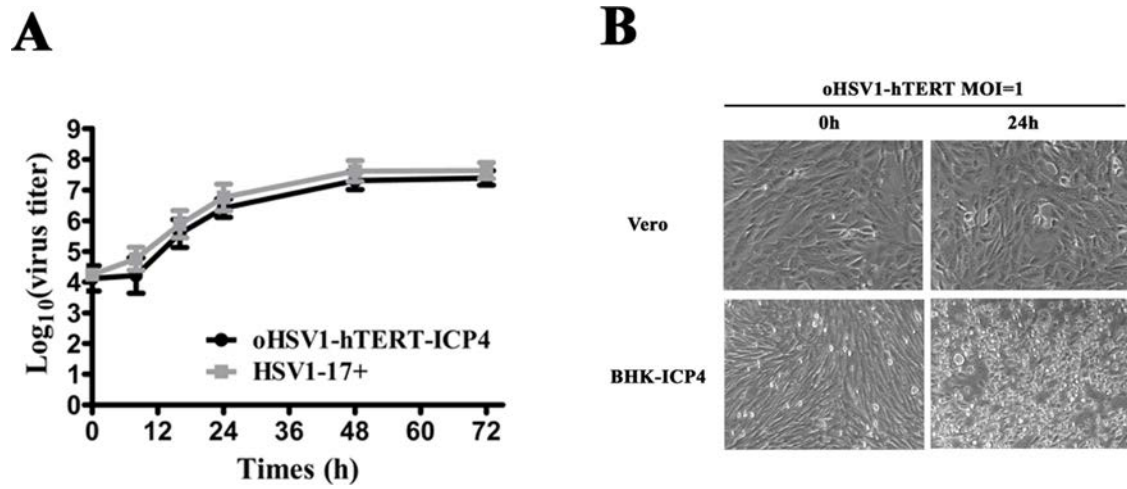 A
9
8
7
6
5
4
3
2
1
0
Log10(virus titer)
oHSV1-hTERT-ICP4
HSV1-17+
0 12 24 36 48 60 72
Times (h)
B
oHSV1-hTERT MOI=1
0h 24h
Vero
BHK-ICP4